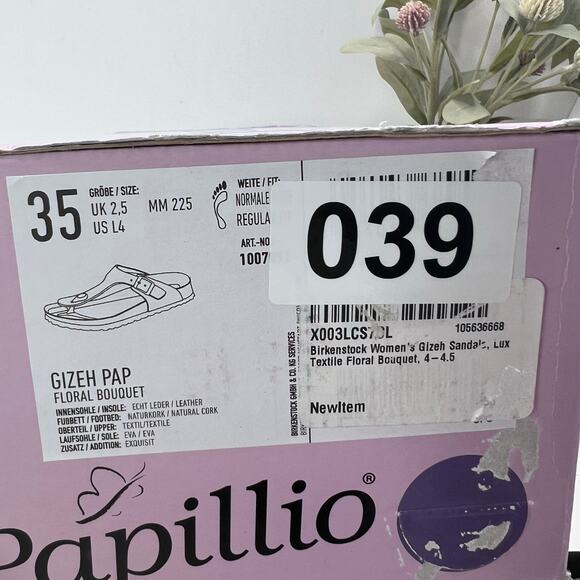 35
GRÖßE / SIZE:
UK 2,5
US L4
MM 225
WEITE / FIT:
NORMALE
REGULA
ART.-NO
1007
039
X003LCS7
105636668
Birkenstock Women's Gizeh Sandals, Lux
Textile Floral Bouquet, 4-4.5
NewItem
GIZEH PAP
FLORAL BOUQUET
INNENSOHLE / INSOLE: ECHT LEDER / LEATHER
FUßBETT / FOOTBED: NATURKORK / NATURAL CORK
OBERTEIL / UPPER: TEXTIL/TEXTILE
LAUFSOHLE / SOLE: EVA / EVA
ZUSATZ / ADDITION: EXQUISIT
BIRKENSTOCK GMBH & CO. KG SERVICES
Papillio®